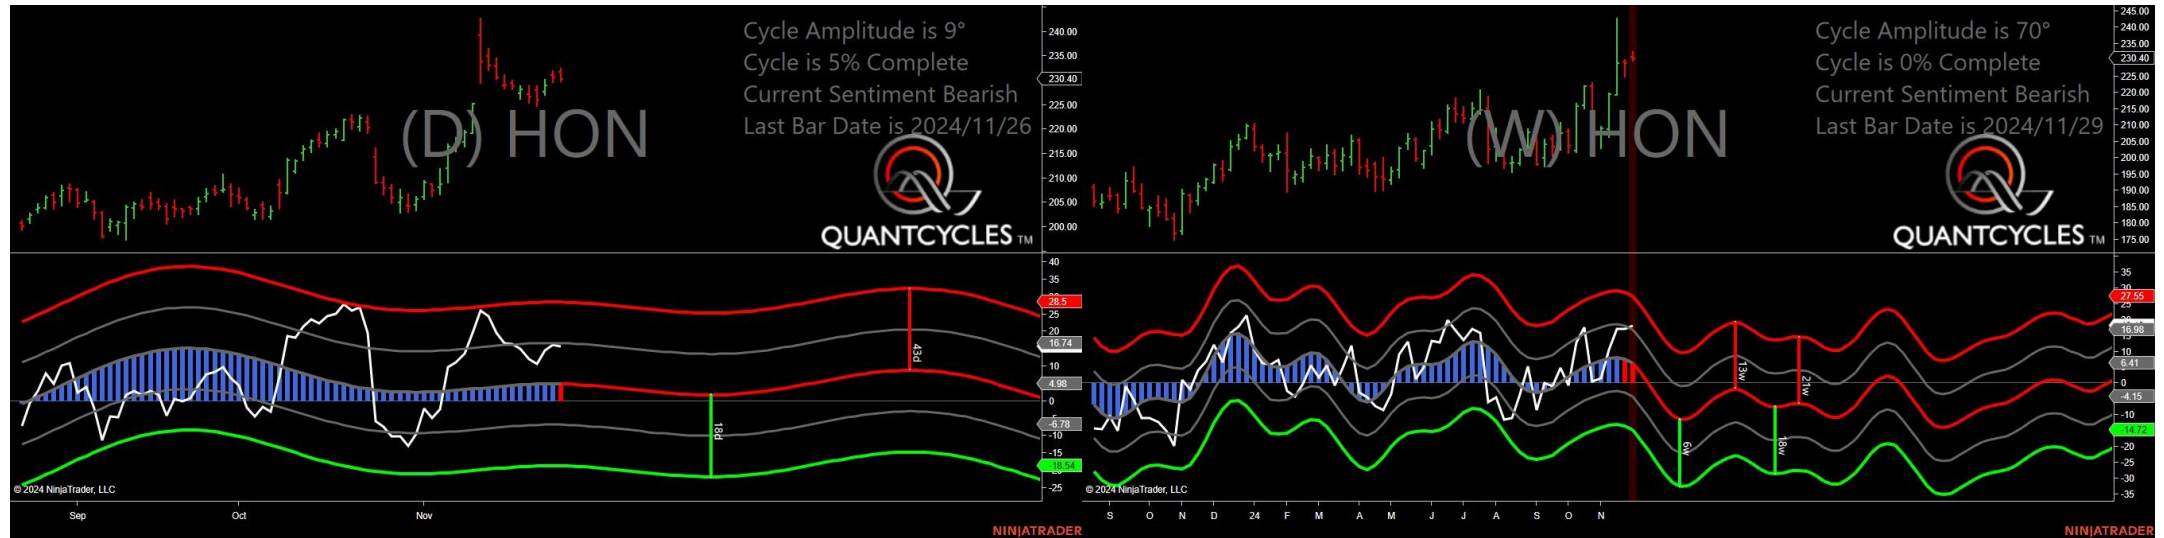 Cycle Amplitude is 9°
Cycle is 5% Complete
Current Sentiment Bearish
Last Bar Date is 2024/11/26
(D) HON
QUANTCYCLES TM
240.00
235.00
230.40
225.00
220.00
215.00
210.00
205.00
200.00
40
35
28.5
25
20
16.74
10
4.98
0
-6.78
-10
-15
-18.54
-25
43d
18d
© 2024 NinjaTrader, LLC
Sep
Oct
Nov
NINJATRADER
Cycle Amplitude is 70°
Cycle is 0% Complete
Current Sentiment Bearish
Last Bar Date is 2024/11/29
(W) HON
QUANTCYCLES TM
245.00
240.00
235.00
230.40
225.00
220.00
215.00
210.00
205.00
200.00
195.00
190.00
185.00
180.00
175.00
35
27.55
16.98
10
6.41
0
-4.15
-10
-14.72
-20
-25
-30
-35
13w
21w
6w
18w
© 2024 NinjaTrader, LLC
S
O
N
D
24
F
M
A
M
J
J
A
S
O
N
NINJATRADER